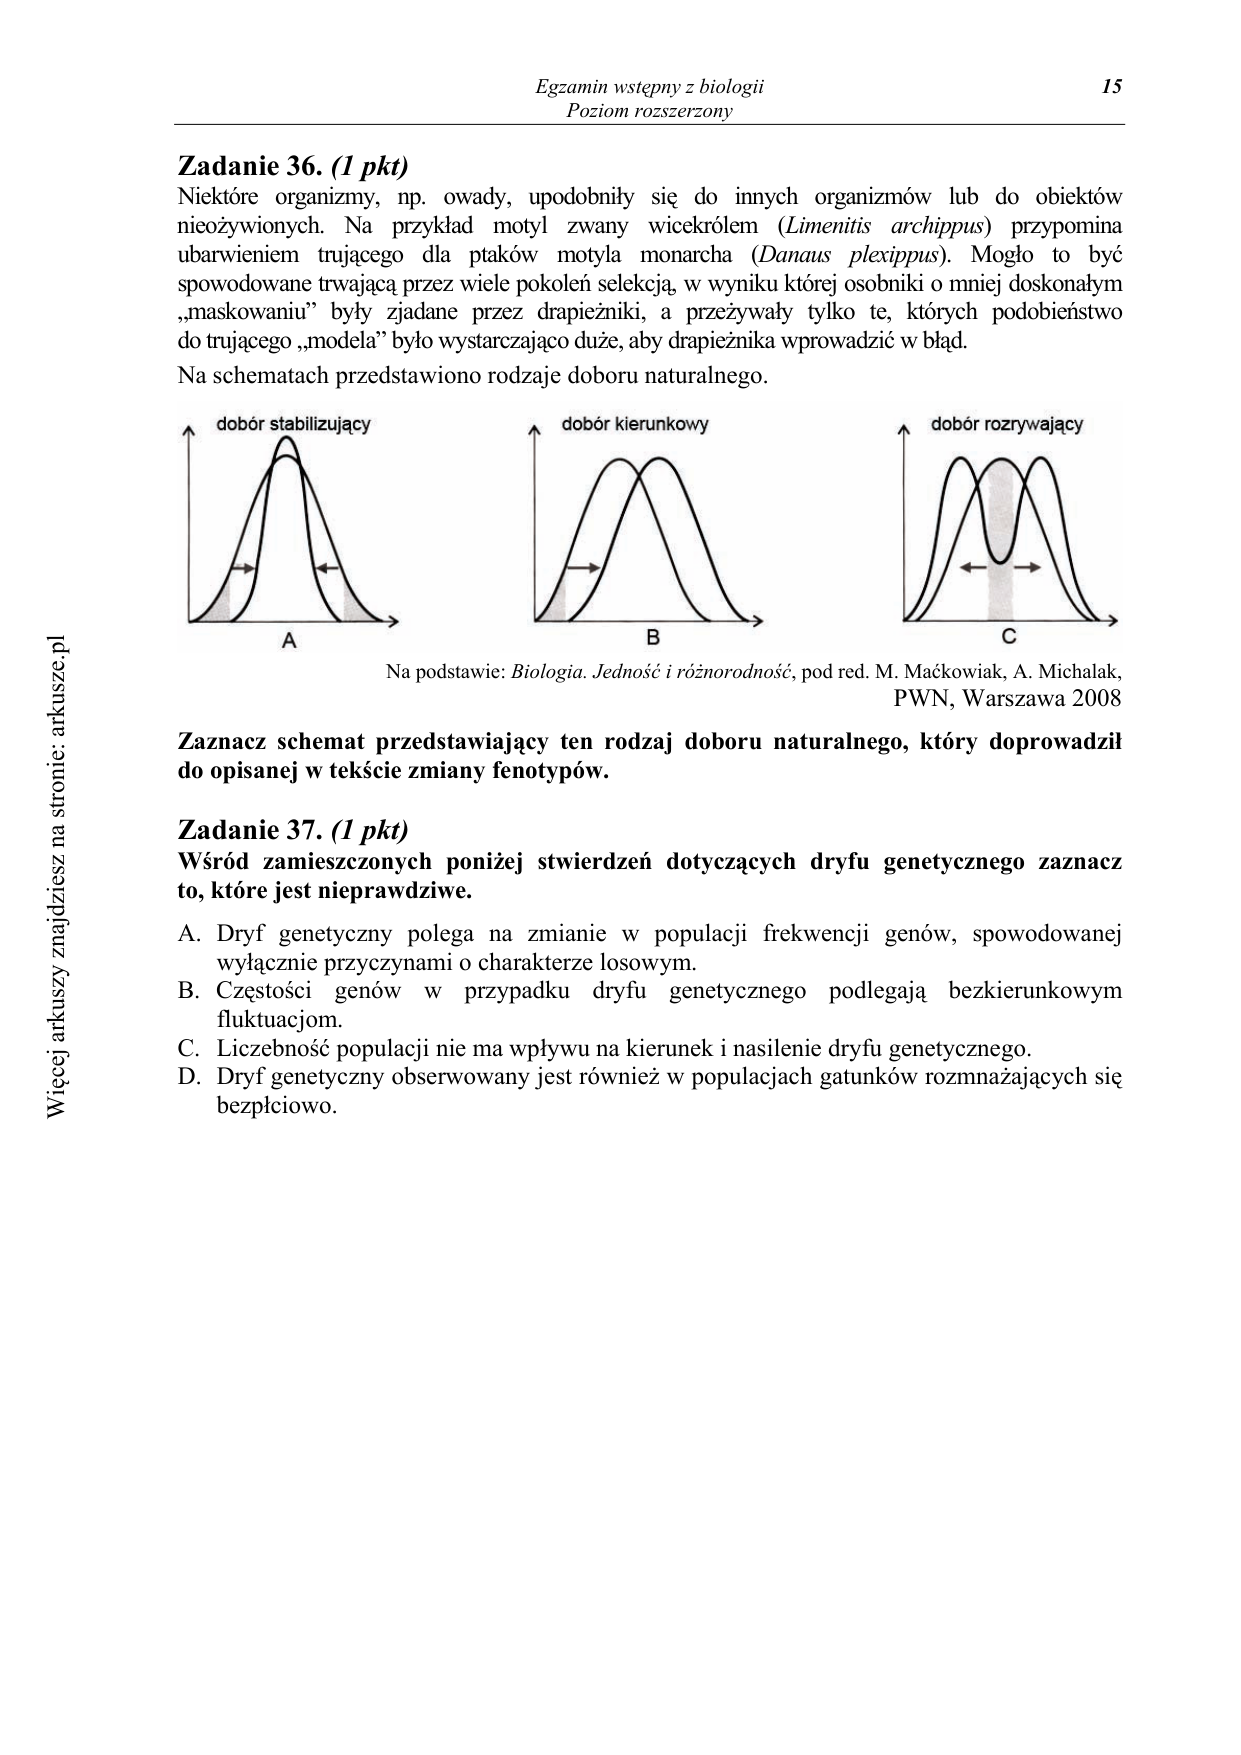 Egzamin wstępny z biologii
15
Poziom rozszerzony
Zadanie 36. (1 pkt)
Niektóre organizmy, np. owady, upodobniły się do innych organizmów lub do obiektów
nieożywionych. Na przykład motyl zwany wicekrólem (Limenitis archippus) przypomina
ubarwieniem trującego dla ptaków motyla monarcha (Danaus plexippus). Mogło to być
spowodowane trwającą przez wiele pokoleń selekcją, w wyniku której osobniki o mniej doskonałym
„maskowaniu” były zjadane przez drapieżniki, a przeżywały tylko te, których podobieństwo
do trującego „modela” było wystarczająco duże, aby drapieżnika wprowadzić w błąd.
Na schematach przedstawiono rodzaje doboru naturalnego.
dobór stabilizujący
dobór kierunkowy
dobór rozrywający
A
B
C
Na podstawie: Biologia. Jedność i różnorodność, pod red. M. Maćkowiak, A. Michalak,
PWN, Warszawa 2008
Zaznacz schemat przedstawiający ten rodzaj doboru naturalnego, który doprowadził
do opisanej w tekście zmiany fenotypów.
Zadanie 37. (1 pkt)
Wśród zamieszczonych poniżej stwierdzeń dotyczących dryfu genetycznego zaznacz
to, które jest nieprawdziwe.
A. Dryf genetyczny polega na zmianie w populacji frekwencji genów, spowodowanej
wyłącznie przyczynami o charakterze losowym.
B. Częstości genów w przypadku dryfu genetycznego podlegają bezkierunkowym
fluktuacjom.
C. Liczebność populacji nie ma wpływu na kierunek i nasilenie dryfu genetycznego.
D. Dryf genetyczny obserwowany jest również w populacjach gatunków rozmnażających się
bezpłciowo.
Więcej arkuszy znajdziesz na stronie: arkusze.pl